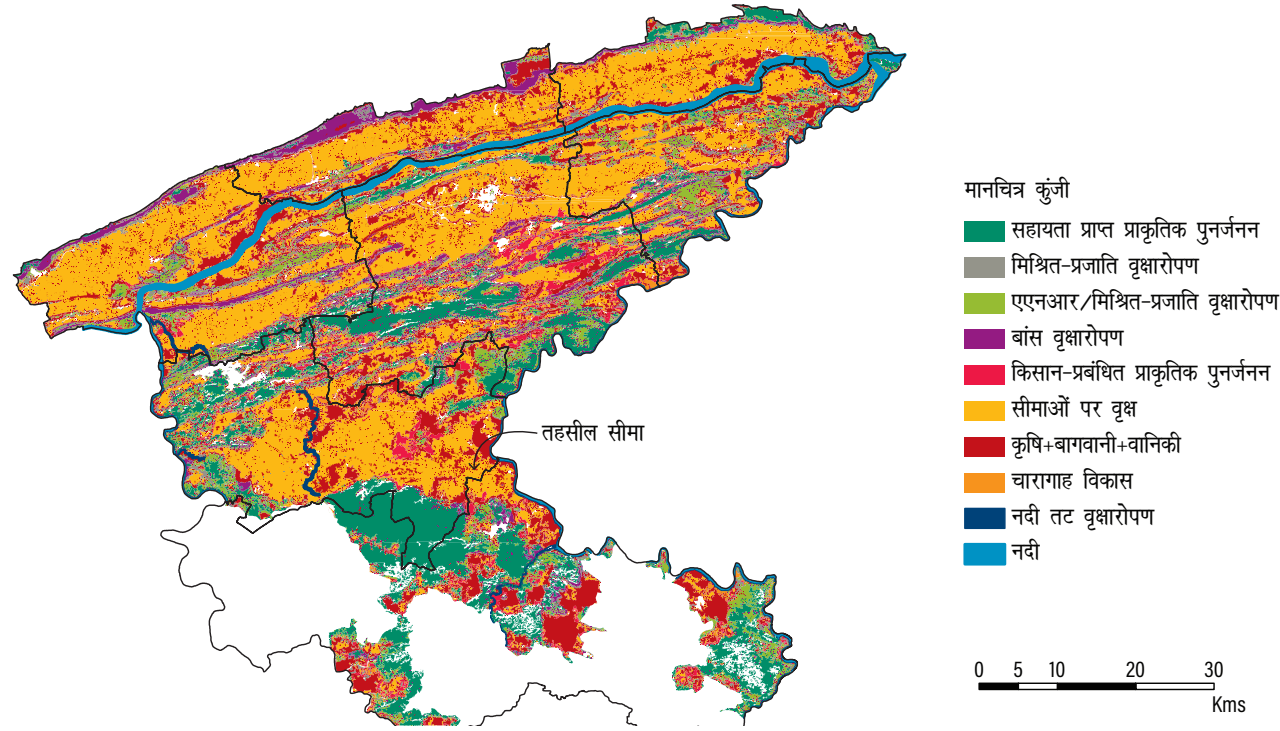 मानचित्र कुंजी
सहायता प्राप्त प्राकृतिक पुनर्जनन
मिश्रित-प्रजाति वृक्षारोपण
एएनआर/मिश्रित-प्रजाति वृक्षारोपण
बांस वृक्षारोपण
किसान-प्रबंधित प्राकृतिक पुनर्जनन
सीमाओं पर वृक्ष
कृषि+बागवानी+वानिकी
चारागाह विकास
नदी तट वृक्षारोपण
नदी
तहसील सीमा
0 5 10 20 30
Kms